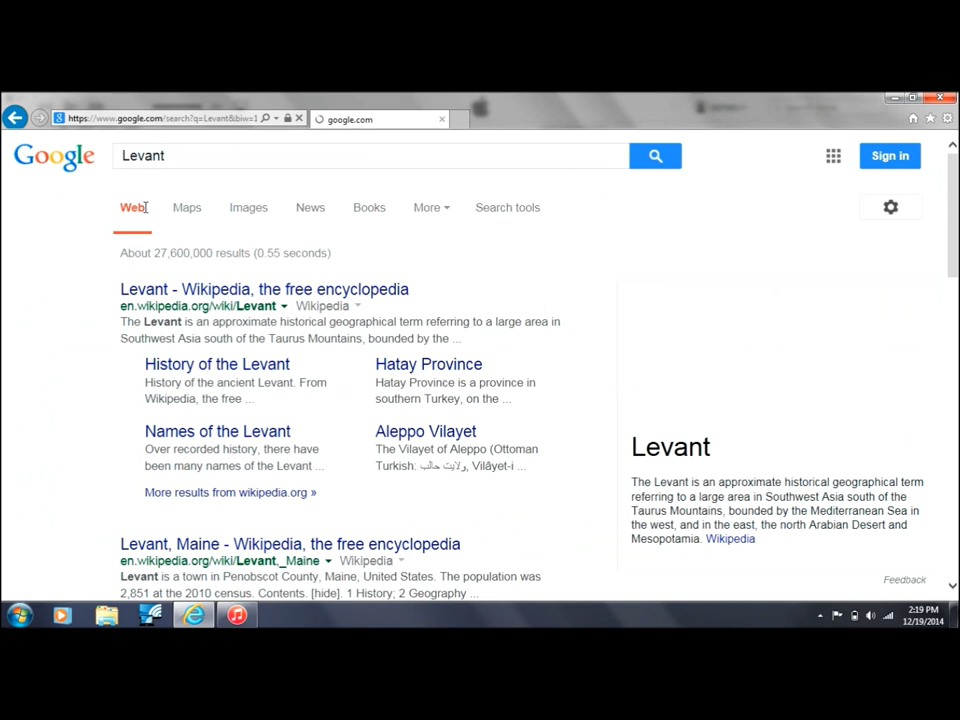 https://www.google.com/search?q=Levant&biw=1
google.com
Google
Levant
Sign in
Web
Maps
Images
News
Books
More
Search tools
About 27,600,000 results (0.55 seconds)
Levant - Wikipedia, the free encyclopedia
en.wikipedia.org/wiki/Levant
Wikipedia
The Levant is an approximate historical geographical term referring to a large area in
Southwest Asia south of the Taurus Mountains, bounded by the ...
History of the Levant
History of the ancient Levant. From
Wikipedia, the free ...
Hatay Province
Hatay Province is a province in
southern Turkey, on the ...
Names of the Levant
Over recorded history, there have
been many names of the Levant ...
Aleppo Vilayet
The Vilayet of Aleppo (Ottoman
Turkish: ولايت حالب, Vilâyet-i ...
More results from wikipedia.org »
Levant, Maine - Wikipedia, the free encyclopedia
en.wikipedia.org/wiki/Levant,_Maine
Wikipedia
Levant is a town in Penobscot County, Maine, United States. The population was
2,851 at the 2010 census. Contents. [hide]. 1 History; 2 Geography ...
Levant
The Levant is an approximate historical geographical term
referring to a large area in Southwest Asia south of the
Taurus Mountains, bounded by the Mediterranean Sea in
the west, and in the east, the north Arabian Desert and
Mesopotamia. Wikipedia
Feedback
2:19 PM
12/19/2014